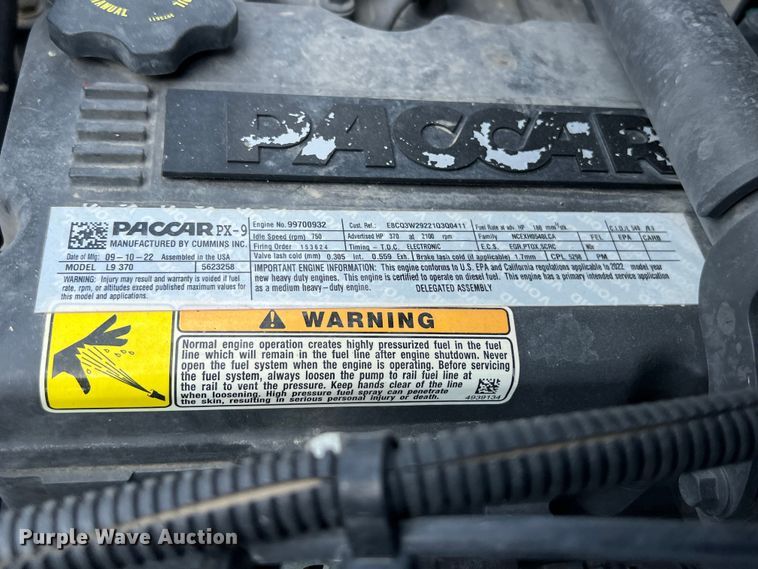 MANUAL
3973611
PACCAR
PACCAR PX-9
MANUFACTURED BY CUMMINS INC.
Date of Mfg: 09-10-22 Assembled in the USA
MODEL L9 370 5623258
WARNING: Injury may result and warranty is voided if fuel
rate, rpm, or altitudes exceed published maximum values for
this model and application.
Engine No. 99700932 Cust. Ref.: E8CQ3W2922103Q0411 Fuel Rate at adv. HP 188 mm³/stk C.I.D./L 543 /8.9
Idle Speed (rpm) 750 Advertised HP 370 at 2100 rpm Family NCEXH0540LCA FEL EPA CARB
Firing Order 153624 Timing - T.D.C. ELECTRONIC E.C.S. EGR,PTOX,SCRC NOx
Valve lash cold (mm) 0.305 Int. 0.559 Exh. Brake lash cold (if applicable) 1.7mm CPL 5298 PM
IMPORTANT ENGINE INFORMATION: This engine conforms to U.S. EPA and California regulations applicable to 2022 model year
new heavy duty engines. This engine is certified to operate on diesel fuel. This engine has a primary intended service application
as a medium heavy-duty engine. DELEGATED ASSEMBLY
WARNING
Normal engine operation creates highly pressurized fuel in the fuel
line which will remain in the fuel line after engine shutdown. Never
open the fuel system when the engine is operating. Before servicing
the fuel system, always loosen the pump to rail fuel line at
the rail to vent the pressure. Keep hands clear of the line
when loosening. High pressure fuel spray can penetrate
the skin, resulting in serious personal injury or death.
4939134
Purple Wave Auction